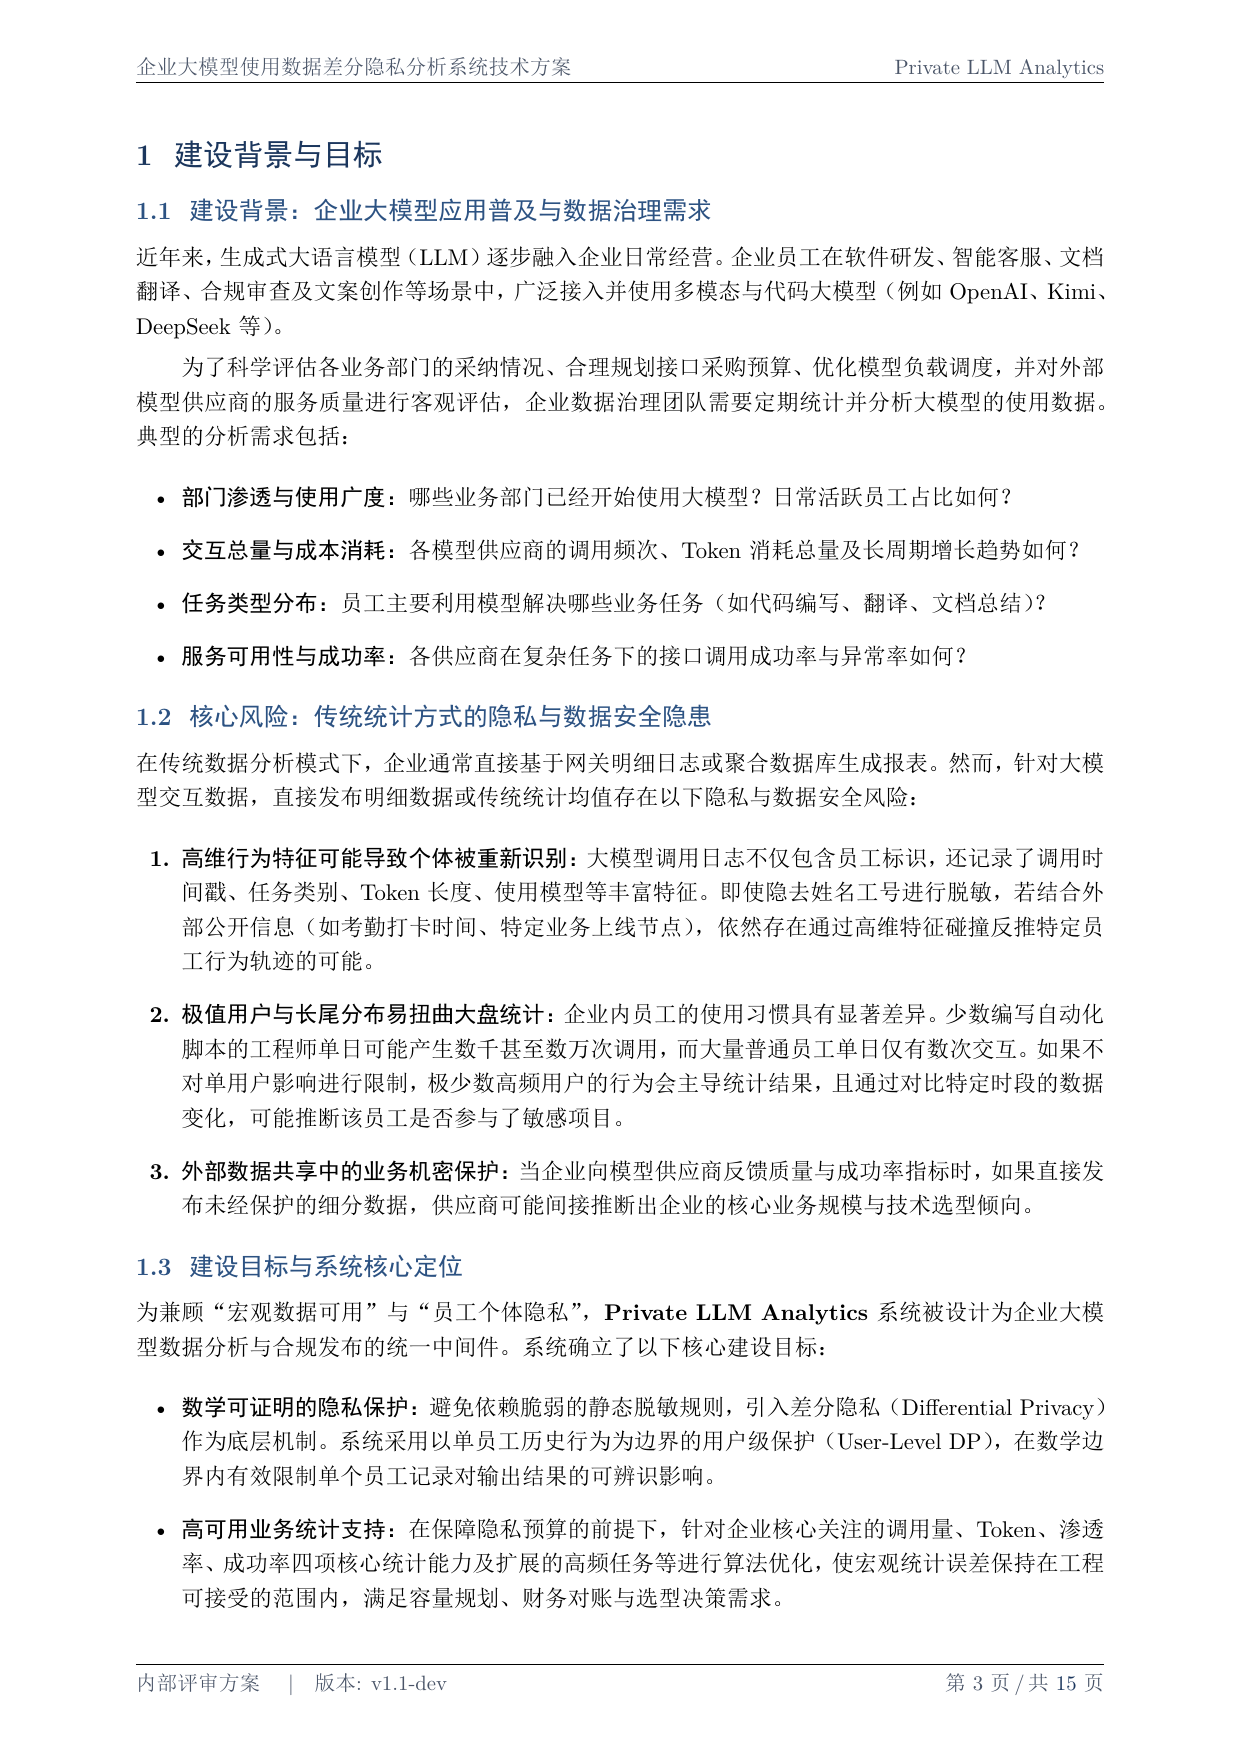 企业大模型使用数据差分隐私分析系统技术方案 Private LLM Analytics
1 建设背景与目标
1.1 建设背景：企业大模型应用普及与数据治理需求
近年来，生成式大语言模型（LLM）逐步融入企业日常经营。企业员工在软件研发、智能客服、文档
翻译、合规审查及文案创作等场景中，广泛接入并使用多模态与代码大模型（例如 OpenAI、Kimi、
DeepSeek 等）。
为了科学评估各业务部门的采纳情况、合理规划接口采购预算、优化模型负载调度，并对外部
模型供应商的服务质量进行客观评估，企业数据治理团队需要定期统计并分析大模型的使用数据。
典型的分析需求包括：
• 部门渗透与使用广度：哪些业务部门已经开始使用大模型？日常活跃员工占比如何？
• 交互总量与成本消耗：各模型供应商的调用频次、Token 消耗总量及长周期增长趋势如何？
• 任务类型分布：员工主要利用模型解决哪些业务任务（如代码编写、翻译、文档总结）？
• 服务可用性与成功率：各供应商在复杂任务下的接口调用成功率与异常率如何？
1.2 核心风险：传统统计方式的隐私与数据安全隐患
在传统数据分析模式下，企业通常直接基于网关明细日志或聚合数据库生成报表。然而，针对大模
型交互数据，直接发布明细数据或传统统计均值存在以下隐私与数据安全风险：
1. 高维行为特征可能导致个体被重新识别：大模型调用日志不仅包含员工标识，还记录了调用时
间戳、任务类别、Token 长度、使用模型等丰富特征。即使隐去姓名工号进行脱敏，若结合外
部公开信息（如考勤打卡时间、特定业务上线节点），依然存在通过高维特征碰撞反推特定员
工行为轨迹的可能。
2. 极值用户与长尾分布易扭曲大盘统计：企业内员工的使用习惯具有显著差异。少数编写自动化
脚本的工程师单日可能产生数千甚至数万次调用，而大量普通员工单日仅有数次交互。如果不
对单用户影响进行限制，极少数高频用户的行为会主导统计结果，且通过对比特定时段的数据
变化，可能推断该员工是否参与了敏感项目。
3. 外部数据共享中的业务机密保护：当企业向模型供应商反馈质量与成功率指标时，如果直接发
布未经保护的细分数据，供应商可能间接推断出企业的核心业务规模与技术选型倾向。
1.3 建设目标与系统核心定位
为兼顾“宏观数据可用”与“员工个体隐私”，Private LLM Analytics 系统被设计为企业大模
型数据分析与合规发布的统一中间件。系统确立了以下核心建设目标：
• 数学可证明的隐私保护：避免依赖脆弱的静态脱敏规则，引入差分隐私（Differential Privacy）
作为底层机制。系统采用以单员工历史行为为边界的用户级保护（User-Level DP），在数学边
界内有效限制单个员工记录对输出结果的可辨识影响。
• 高可用业务统计支持：在保障隐私预算的前提下，针对企业核心关注的调用量、Token、渗透
率、成功率四项核心统计能力及扩展的高频任务等进行算法优化，使宏观统计误差保持在工程
可接受的范围内，满足容量规划、财务对账与选型决策需求。
内部评审方案 | 版本: v1.1-dev 第 3 页 / 共 15 页